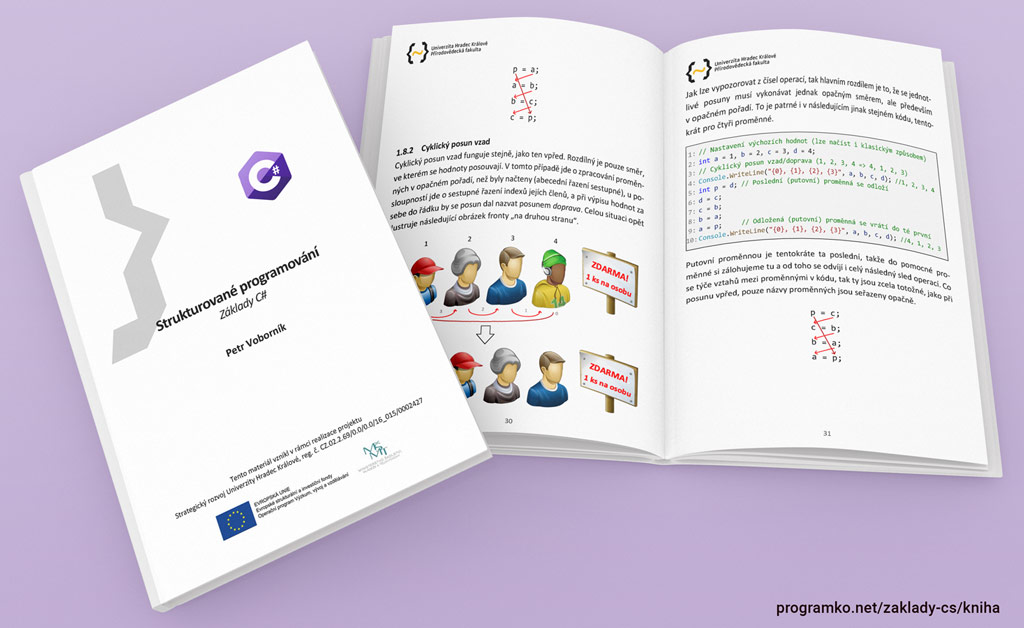 C#
Strukturované programování
Základy C#
Petr Voborník
Tento materiál vznikl v rámci realizace projektu
Strategický rozvoj Univerzity Hradec Králové, reg. č. CZ.02.2.69/0.0/0.0/16_015/0002427
EVROPSKÁ UNIE
Evropské strukturální a investiční fondy
Operační program Výzkum, vývoj a vzdělávání
Univerzita Hradec Králové
Přírodovědecká fakulta
p = a;
a = b;
b = c;
c = p;
1.8.2 Cyklický posun vzad
Cyklický posun vzad funguje stejně, jako ten vpřed. Rozdílný je pouze směr,
ve kterém se hodnoty posouvají. V tomto případě jde o zpracování proměn-
ných v opačném pořadí, než byly načteny (abecední řazení sestupně), u po-
sloupností jde o sestupné řazení indexů jejich členů, a při výpisu hodnot za
sebe do řádku by se posun dal nazvat posunem doprava. Celou situaci opět
ilustruje následující obrázek fronty „na druhou stranu“.
1 2 3 4
ZDARMA!
1 ks na osobu
3 2 1 0
ZDARMA!
1 ks na osobu
30
Univerzita Hradec Králové
Přírodovědecká fakulta
Jak lze vypozorovat z čísel operací, tak hlavním rozdílem je to, že se jednot-
livé posuny musí vykonávat jednak opačným směrem, ale především
v opačném pořadí. To je patrné i v následujícím jinak stejném kódu, tento-
krát pro čtyři proměnné.
1: // Nastavení výchozích hodnot (lze načíst i klasickým způsobem)
2: int a = 1, b = 2, c = 3, d = 4;
3: // Cyklický posun vzad/doprava (1, 2, 3, 4 => 4, 1, 2, 3)
4: Console.WriteLine("{0}, {1}, {2}, {3}", a, b, c, d); //1, 2, 3, 4
5: int p = d; // Poslední (putovní) proměnná se odloží
6: d = c;
7: c = b;
8: b = a;
9: a = p; // Odložená (putovní) proměnná se vrátí do té první
10: Console.WriteLine("{0}, {1}, {2}, {3}", a, b, c, d); //4, 1, 2, 3
Putovní proměnnou je tentokráte ta poslední, takže do pomocné pro-
měnné si zálohujeme tu a od toho se odvíjí i celý následný sled operací. Co
se týče vztahů mezi proměnnými v kódu, tak ty jsou zcela totožné, jako při
posunu vpřed, pouze názvy proměnných jsou seřazeny opačně.
p = c;
c = b;
b = a;
a = p;
31
programko.net/zaklady-cs/kniha